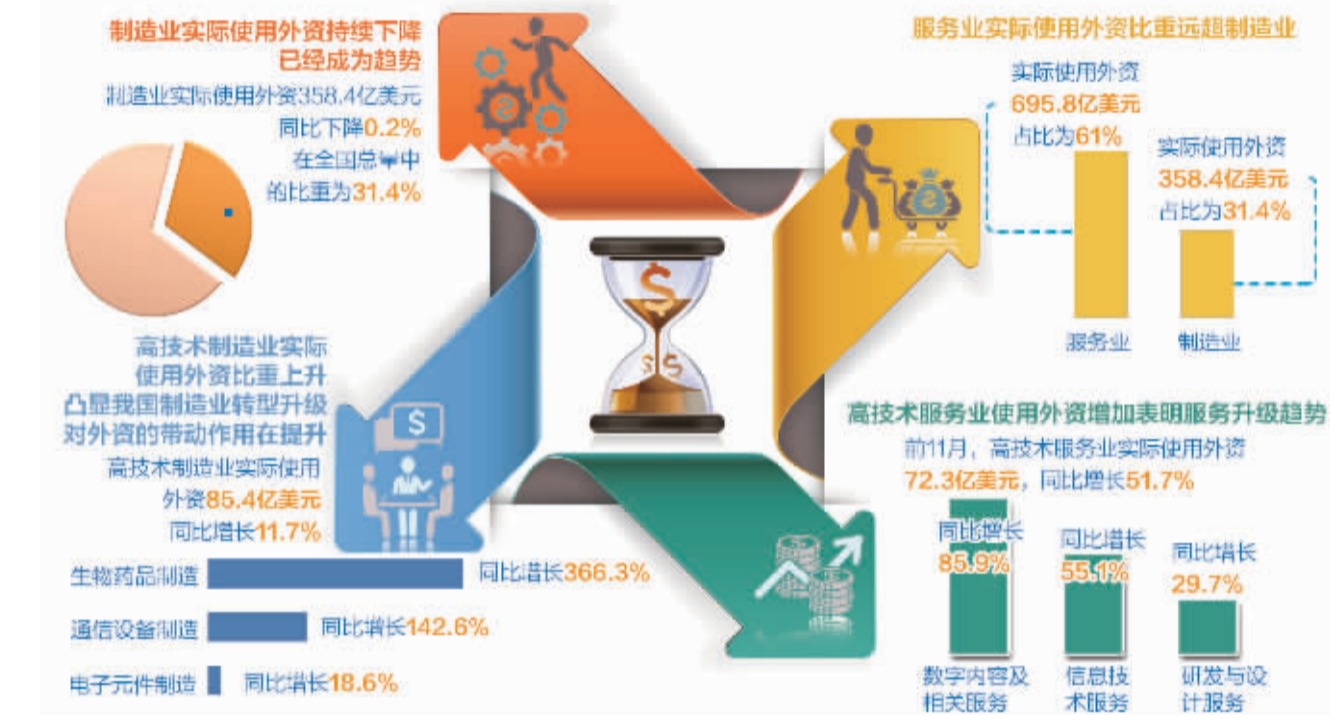 制造业实际使用外资持续下降
已经成为趋势
制造业实际使用外资358.4亿美元
同比下降0.2%
在全国总量中
的比重为31.4%
服务业实际使用外资比重远超制造业
实际使用外资
695.8亿美元
占比为61%
实际使用外资
358.4亿美元
占比为31.4%
服务业
制造业
高技术制造业实际
使用外资比重上升
凸显我国制造业转型升级
对外资的带动作用在提升
高技术制造业实际使用
外资85.4亿美元
同比增长11.7%
生物药品制造 同比增长366.3%
通信设备制造 同比增长142.6%
电子元件制造 同比增长18.6%
高技术服务业使用外资增加表明服务升级趋势
前11月，高技术服务业实际使用外资
72.3亿美元，同比增长51.7%
同比增长
85.9%
同比增长
55.1%
同比增长
29.7%
数字内容及
相关服务
信息技
术服务
研发与设
计服务
$
$
$
$
$
S
$